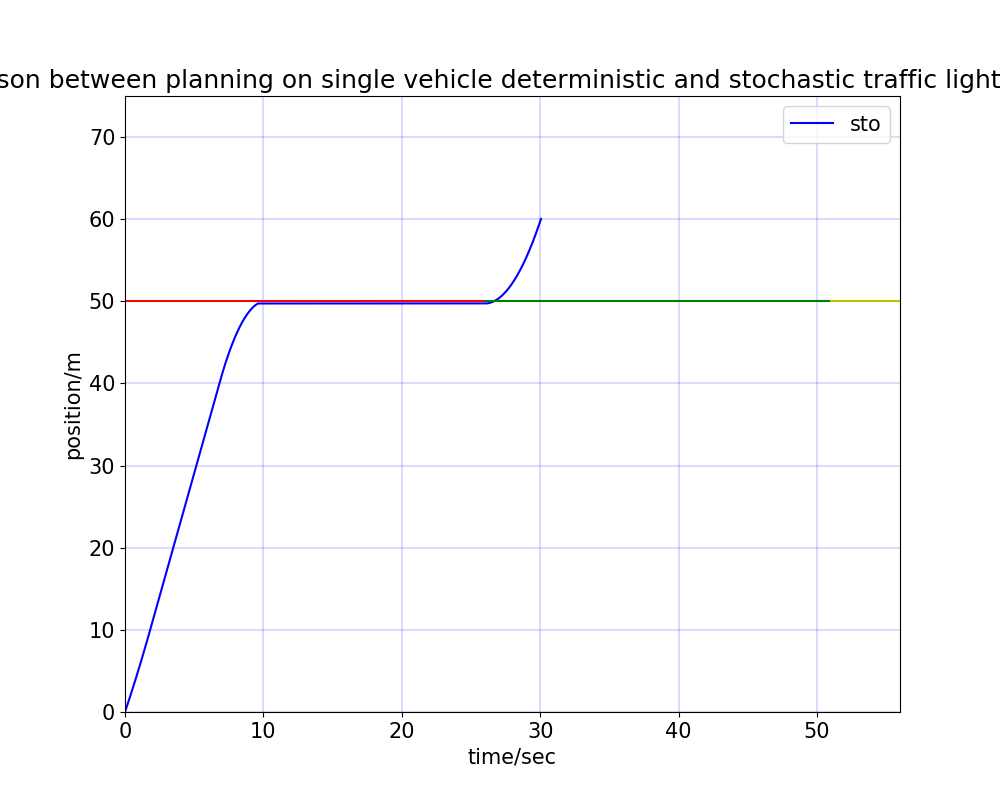 son between planning on single vehicle deterministic and stochastic traffic light
sto
70
60
50
40
30
20
10
0
position/m
0 10 20 30 40 50
time/sec